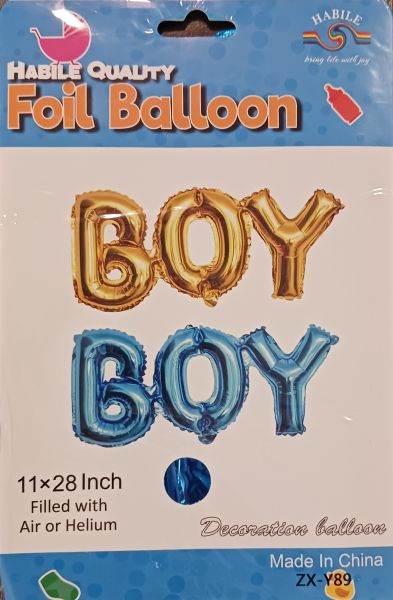 HABILE
bring life with joy
HABILE QUALITY
Foil Balloon
BOY
BOY
11×28 Inch
Filled with
Air or Helium
Decoration balloon
Made In China
ZX-Y89